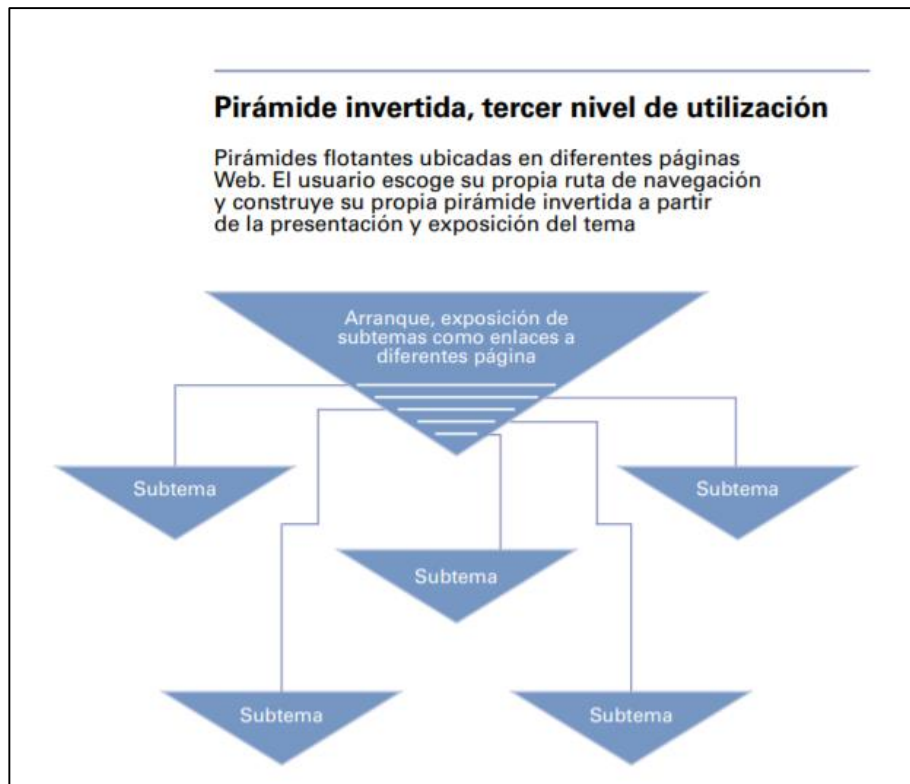 Pirámide invertida, tercer nivel de utilización
Pirámides flotantes ubicadas en diferentes páginas
Web. El usuario escoge su propia ruta de navegación
y construye su propia pirámide invertida a partir
de la presentación y exposición del tema
Arranque, exposición de
subtemas como enlaces a
diferentes página
Subtema
Subtema
Subtema
Subtema
Subtema